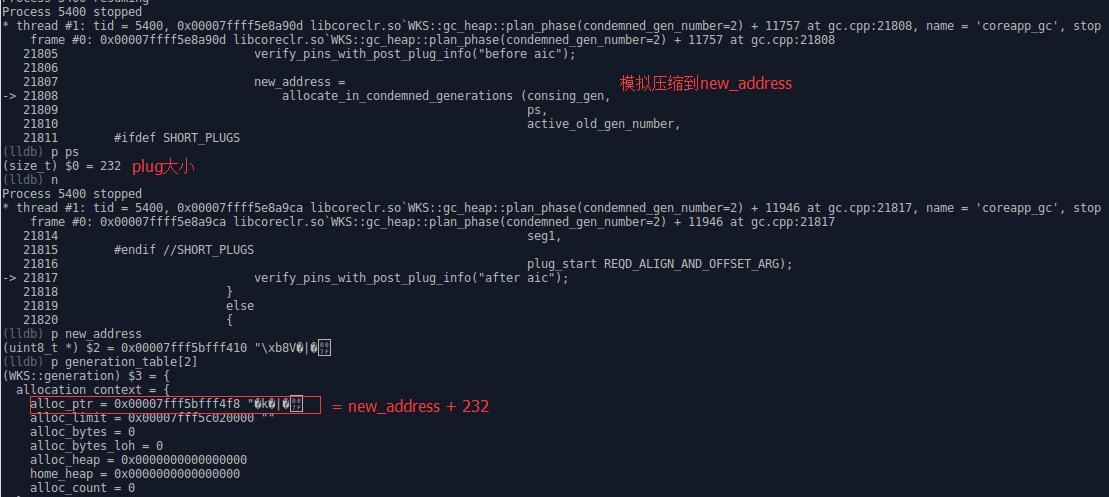 Process 5400 resuming
Process 5400 stopped
* thread #1: tid = 5400, 0x00007ffff5e8a90d libcoreclr.so`WKS::gc_heap::plan_phase(condemned_gen_number=2) + 11757 at gc.cpp:21808, name = 'coreapp_gc', stop
frame #0: 0x00007ffff5e8a90d libcoreclr.so`WKS::gc_heap::plan_phase(condemned_gen_number=2) + 11757 at gc.cpp:21808
21805 verify_pins_with_post_plug_info("before aic");
21806
21807 new_address =
模拟压缩到new_address
-> 21808 allocate_in_condemned_generations (consing_gen,
21809 ps,
21810 active_old_gen_number,
21811 #ifdef SHORT_PLUGS
(lldb) p ps
(size_t) $0 = 232 plug大小
(lldb) n
Process 5400 stopped
* thread #1: tid = 5400, 0x00007ffff5e8a9ca libcoreclr.so`WKS::gc_heap::plan_phase(condemned_gen_number=2) + 11946 at gc.cpp:21817, name = 'coreapp_gc', stop
frame #0: 0x00007ffff5e8a9ca libcoreclr.so`WKS::gc_heap::plan_phase(condemned_gen_number=2) + 11946 at gc.cpp:21817
21814 seg1,
21815 #endif //SHORT_PLUGS
21816 plug_start REQD_ALIGN_AND_OFFSET_ARG);
-> 21817 verify_pins_with_post_plug_info("after aic");
21818 }
21819 else
21820 {
(lldb) p new_address
(uint8_t *) $2 = 0x00007fff5bfff410 "\xb8V�|�
(lldb) p generation_table[2]
(WKS::generation) $3 = {
allocation_context = {
alloc_ptr = 0x00007fff5bfff4f8 "�k�|� = new_address + 232
alloc_limit = 0x00007fff5c020000 ""
alloc_bytes = 0
alloc_bytes_loh = 0
alloc_heap = 0x0000000000000000
home_heap = 0x0000000000000000
alloc_count = 0